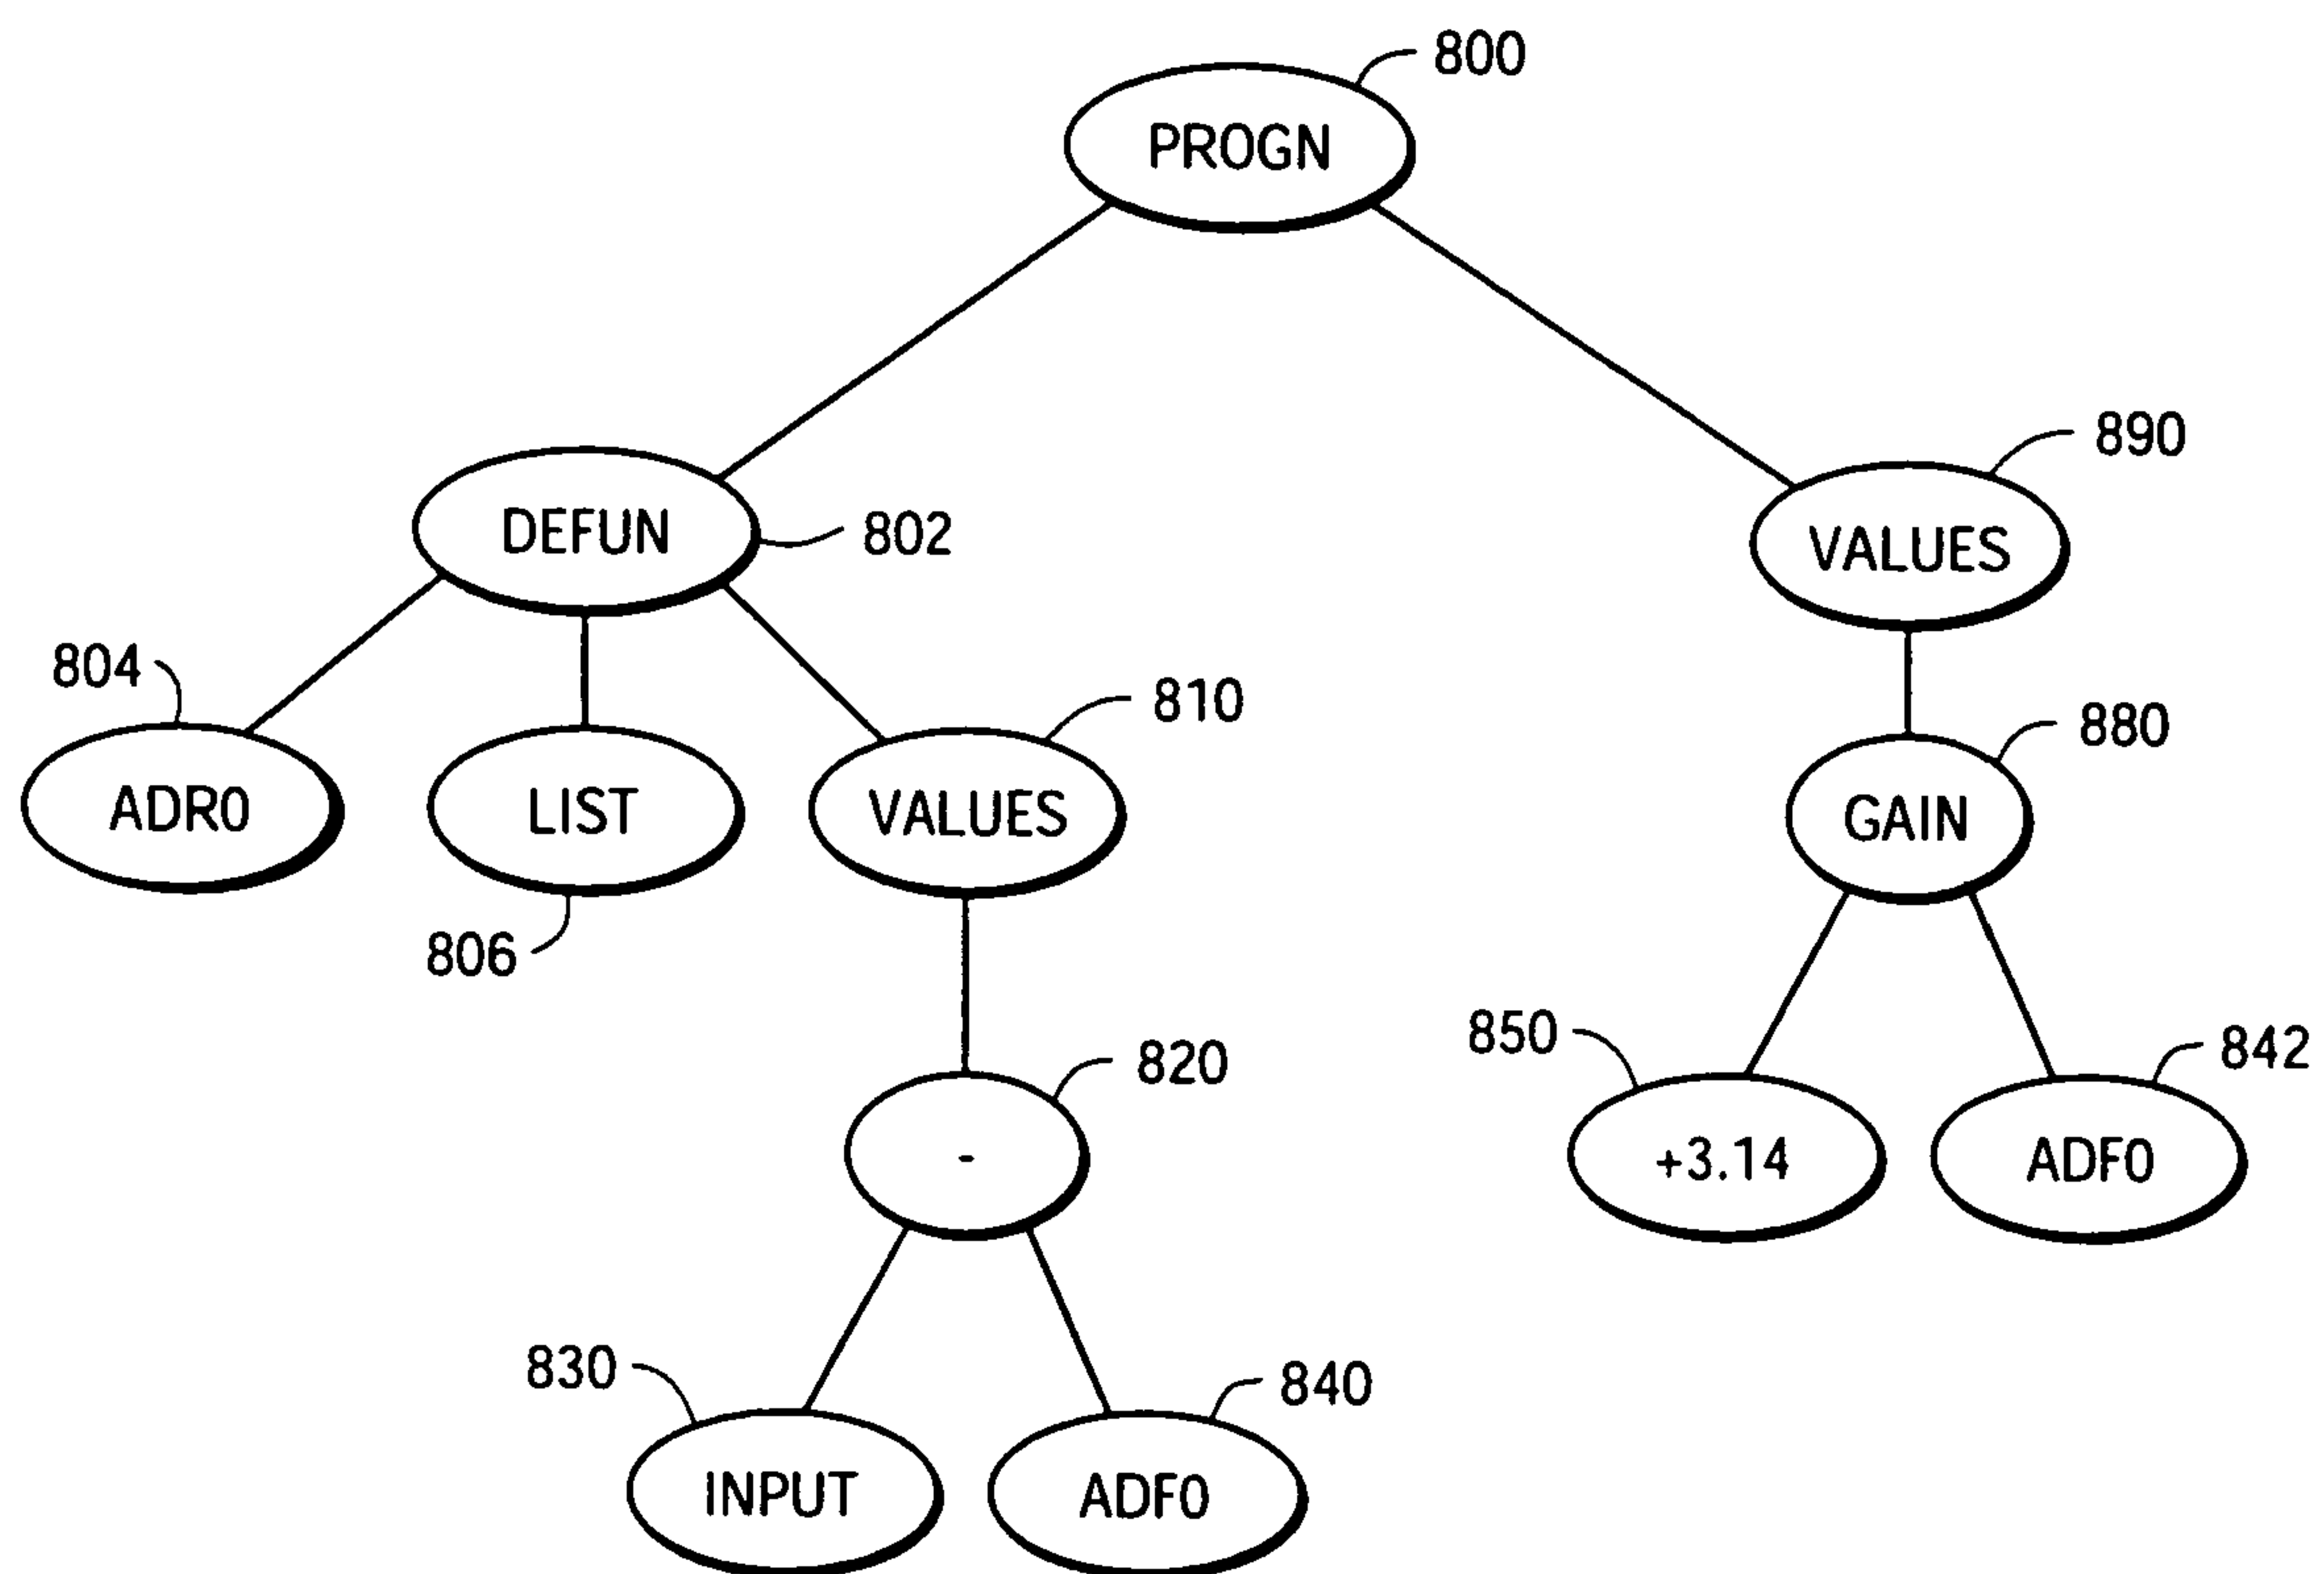 800
PROGN
890
DEFUN
802
VALUES
804
810
880
ADR0
LIST
VALUES
GAIN
806
850
842
820
-
+3.14
ADF0
830
840
INPUT
ADF0